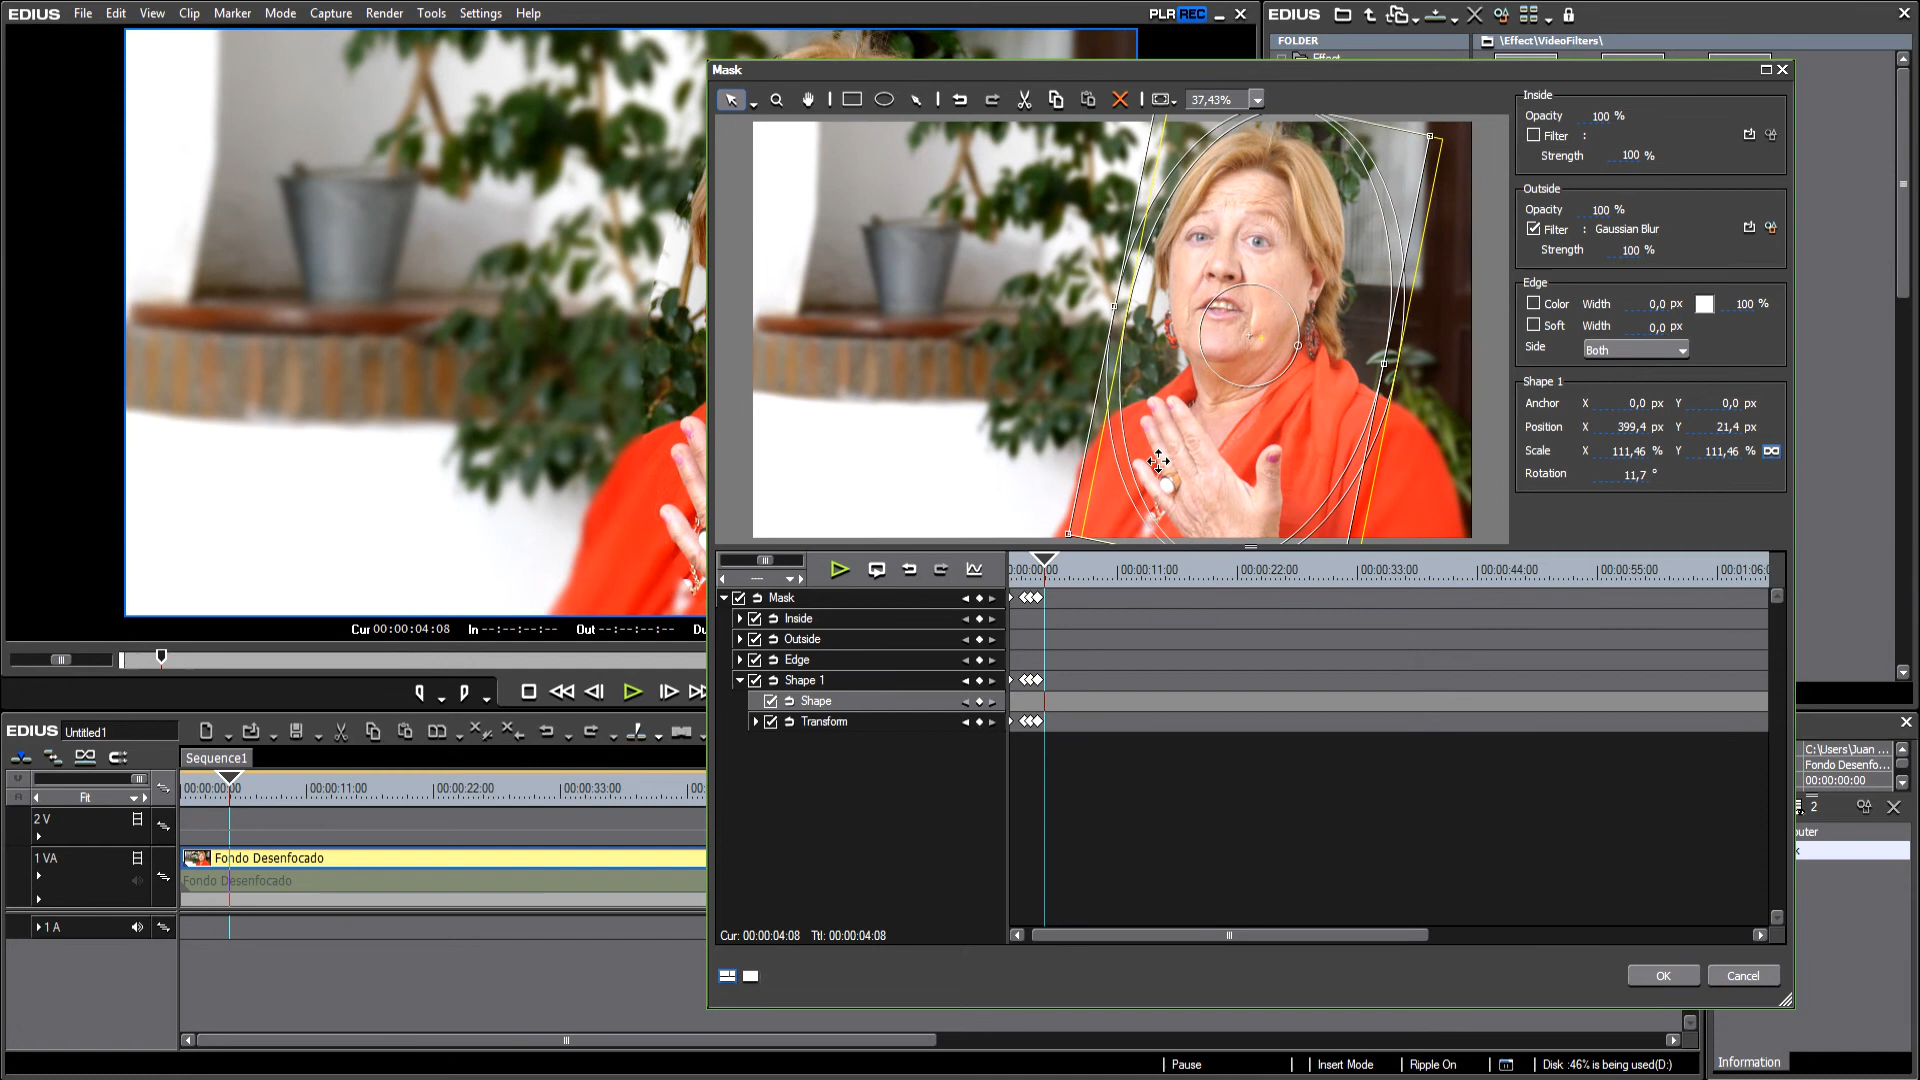 EDIUS File Edit View Clip Marker Mode Capture Render Tools Settings Help PLR REC
EDIUS
FOLDER \Effect\VideoFilters\
Effect
Mask
37,43%
Inside
Opacity 100 %
Filter :
Strength 100 %
Outside
Opacity 100 %
Filter : Gaussian Blur
Strength 100 %
Edge
Color Width 0,0 px 100 %
Soft Width 0,0 px
Side Both
Shape 1
Anchor X 0,0 px Y 0,0 px
Position X 399,4 px Y 21,4 px
Scale X 111,46 % Y 111,46 %
Rotation 11,7 °
Cur 00:00:04:08 In --:--:--:-- Out --:--:--:--
0:00:00:00 00:00:11:00 00:00:22:00 00:00:33:00 00:00:44:00 00:00:55:00 00:01:06:0
Mask
Inside
Outside
Edge
Shape 1
Shape
Transform
Cur: 00:00:04:08 Ttl: 00:00:04:08
OK Cancel
EDIUS Untitled1
Sequence1
Fit
00:00:00:00 00:00:11:00 00:00:22:00 00:00:33:00
2 V
1 VA Fondo Desenfocado
Fondo Desenfocado
1 A
C:\Users\Juan ...
Fondo Desenfo...
00:00:00:00
2
Pause Insert Mode Ripple On Disk :46% is being used(D:)
Information